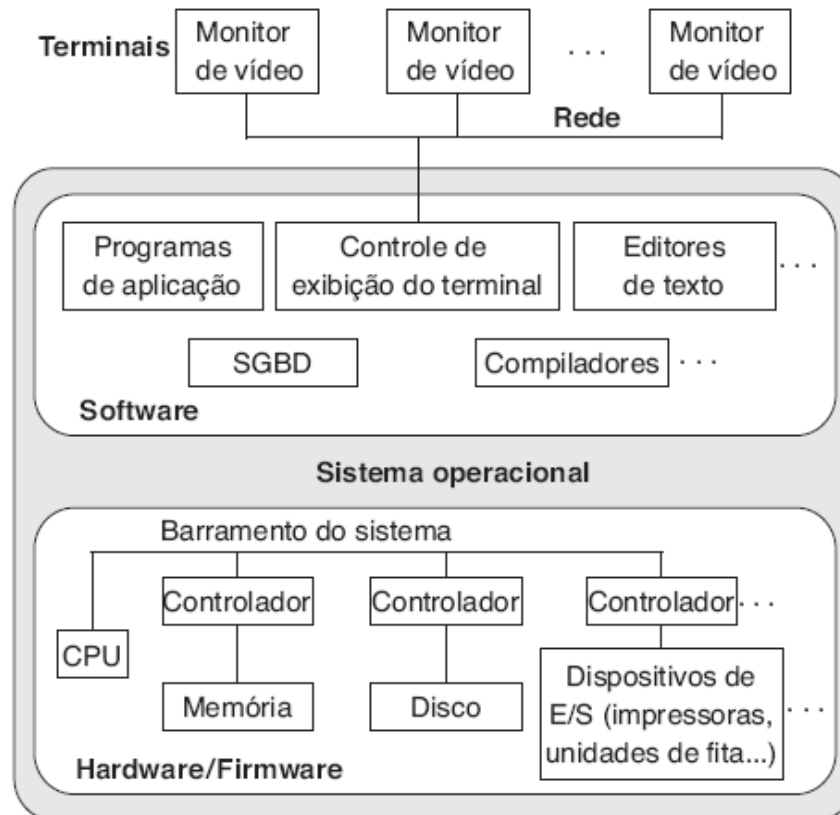 Terminais
Monitor
de vídeo
Monitor
de vídeo
. . .
Monitor
de vídeo
Rede
Programas
de aplicação
Controle de
exibição do terminal
Editores
de texto
. . .
SGBD
Compiladores
. . .
Software
Sistema operacional
Barramento do sistema
Controlador
Controlador
Controlador
. . .
CPU
Memória
Disco
Dispositivos de
E/S (impressoras,
unidades de fita...)
. . .
Hardware/Firmware